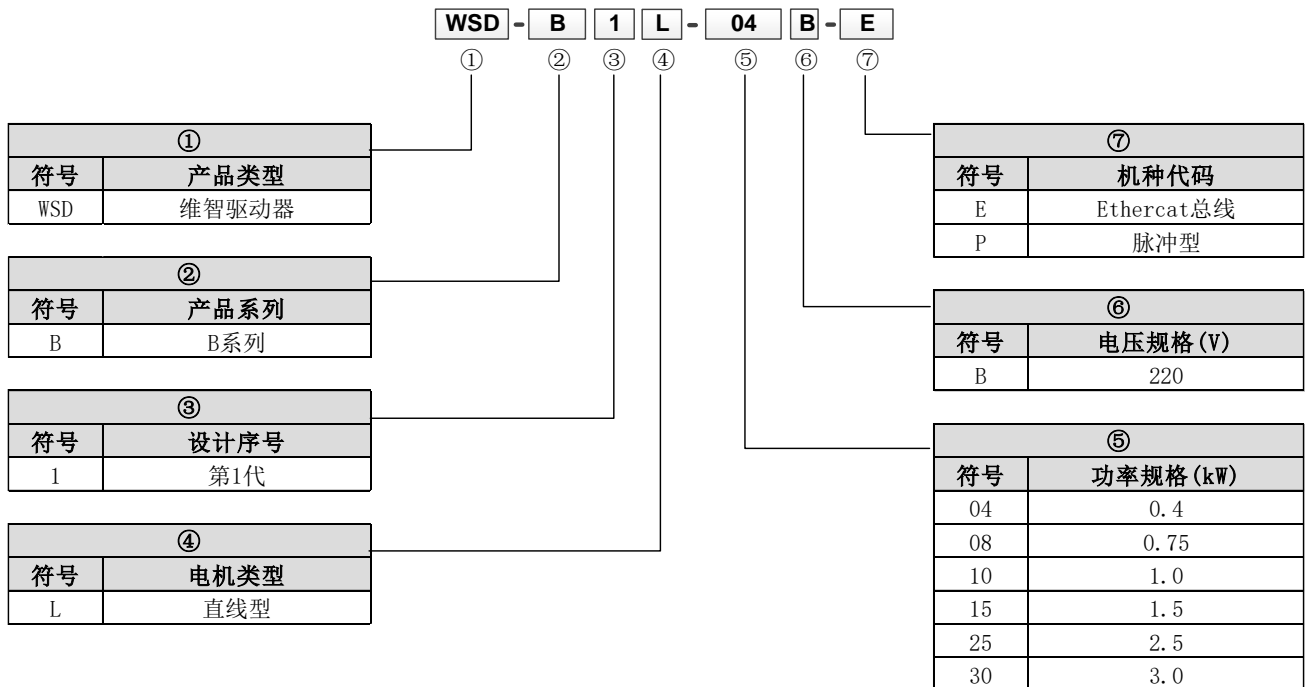 WSD - B 1 L - 04 B - E
① ② ③ ④ ⑤ ⑥ ⑦
①
符号 产品类型
WSD 维智驱动器
②
符号 产品系列
B B系列
③
符号 设计序号
1 第1代
④
符号 电机类型
L 直线型
⑦
符号 机种代码
E Ethercat总线
P 脉冲型
⑥
符号 电压规格(V)
B 220
⑤
符号 功率规格(kW)
04 0.4
08 0.75
10 1.0
15 1.5
25 2.5
30 3.0